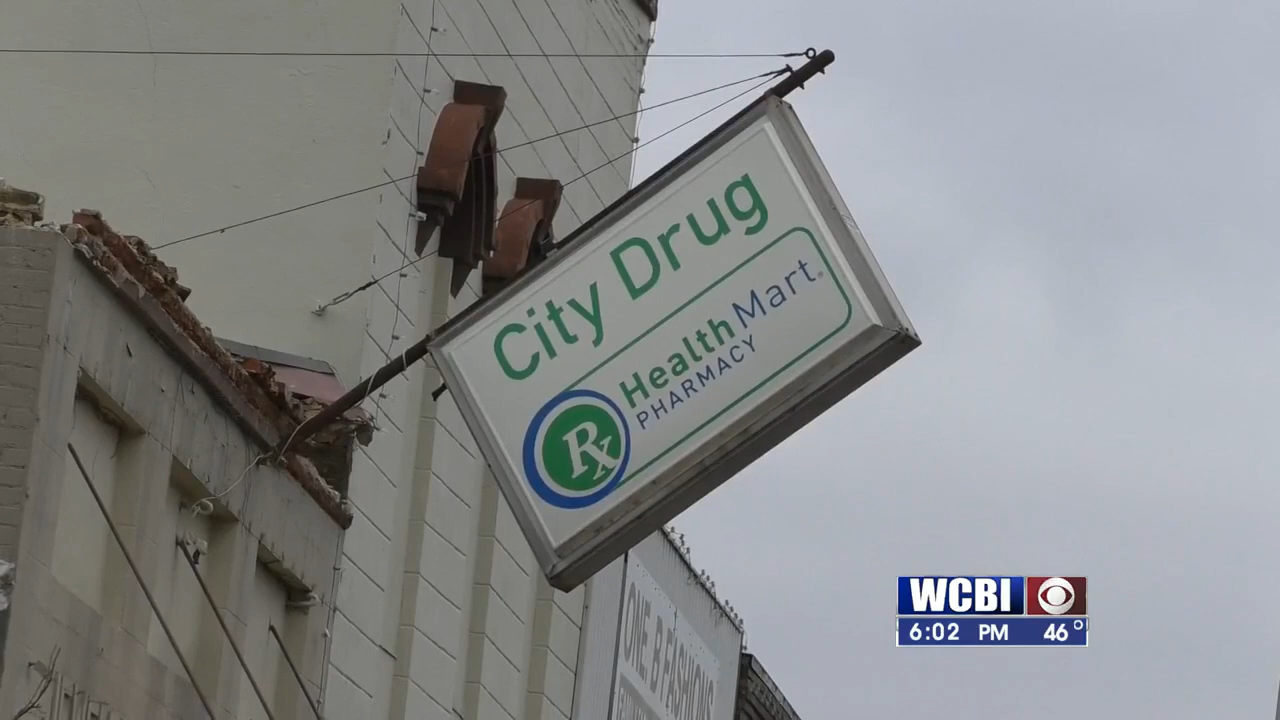 City Drug
Health Mart®
PHARMACY
Rx
ONE. B FASHIONS
WCBI
6:02 PM 46°